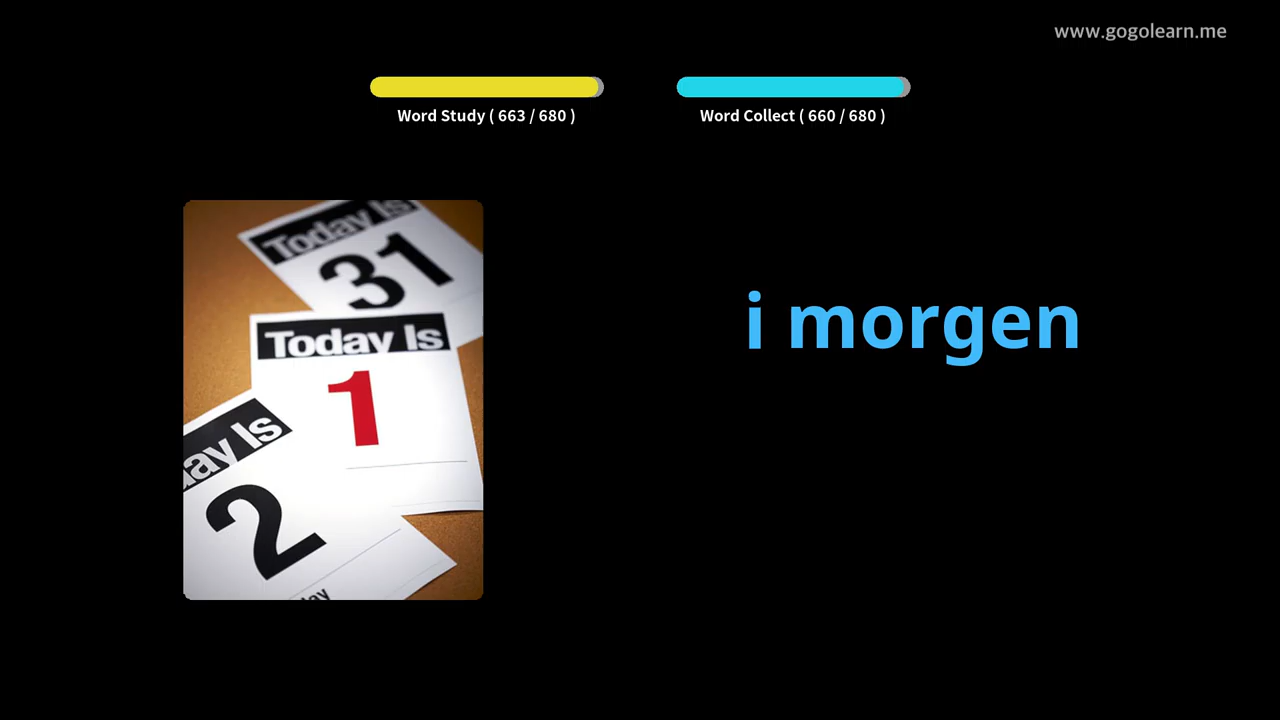 www.gogolearn.me
Word Study ( 663 / 680 )
Word Collect ( 660 / 680 )
Today Is
31
Today Is
1
ay Is
2
ay
i morgen